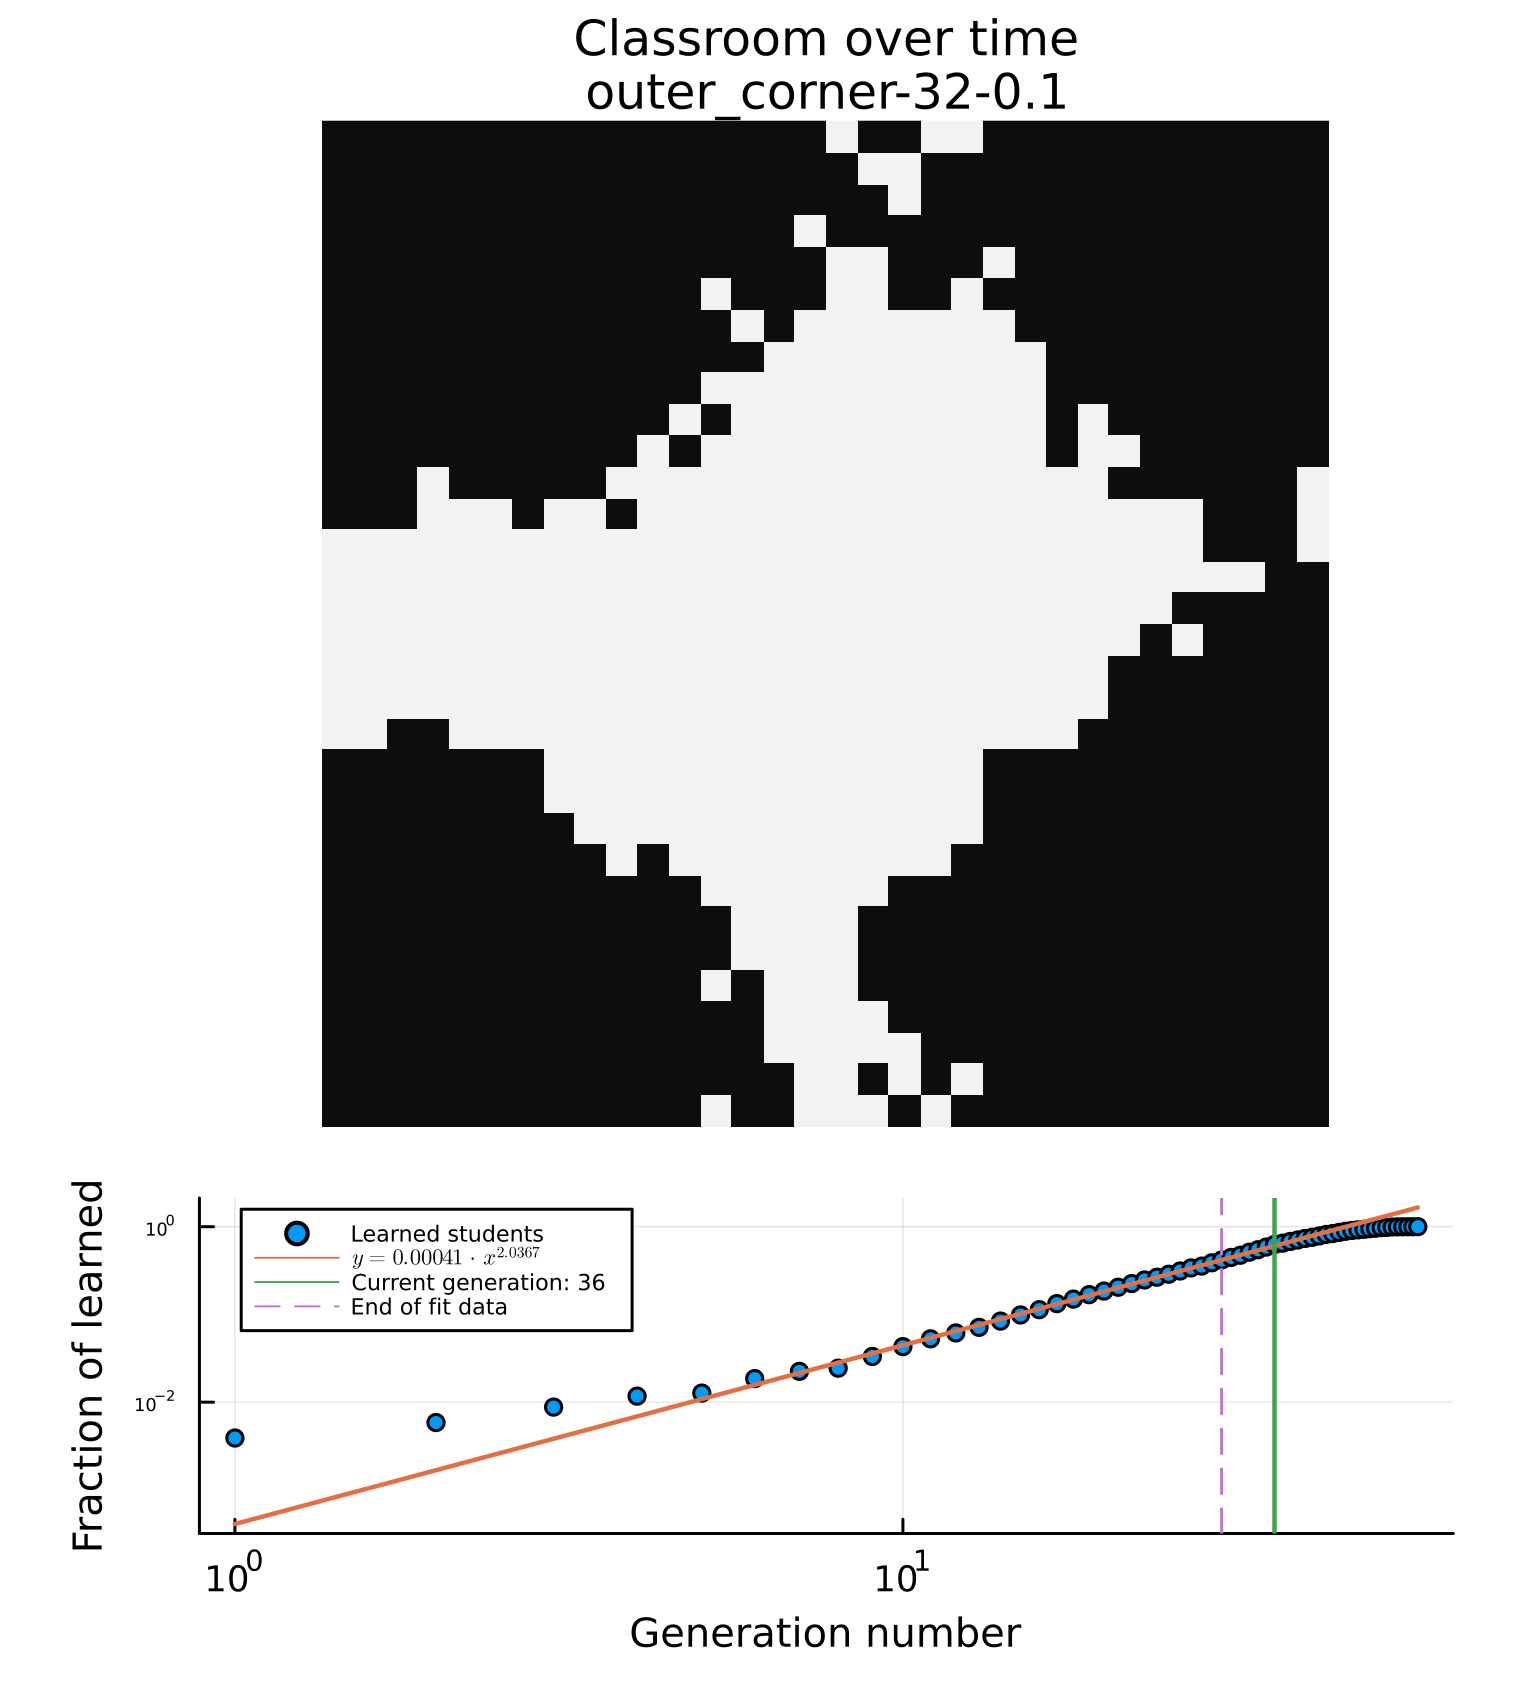 Classroom over time
outer_corner-32-0.1
Fraction of learned
10^0
10^−2
Learned students
y = 0.00041 · x^2.0367
Current generation: 36
End of fit data
10^0
10^1
Generation number